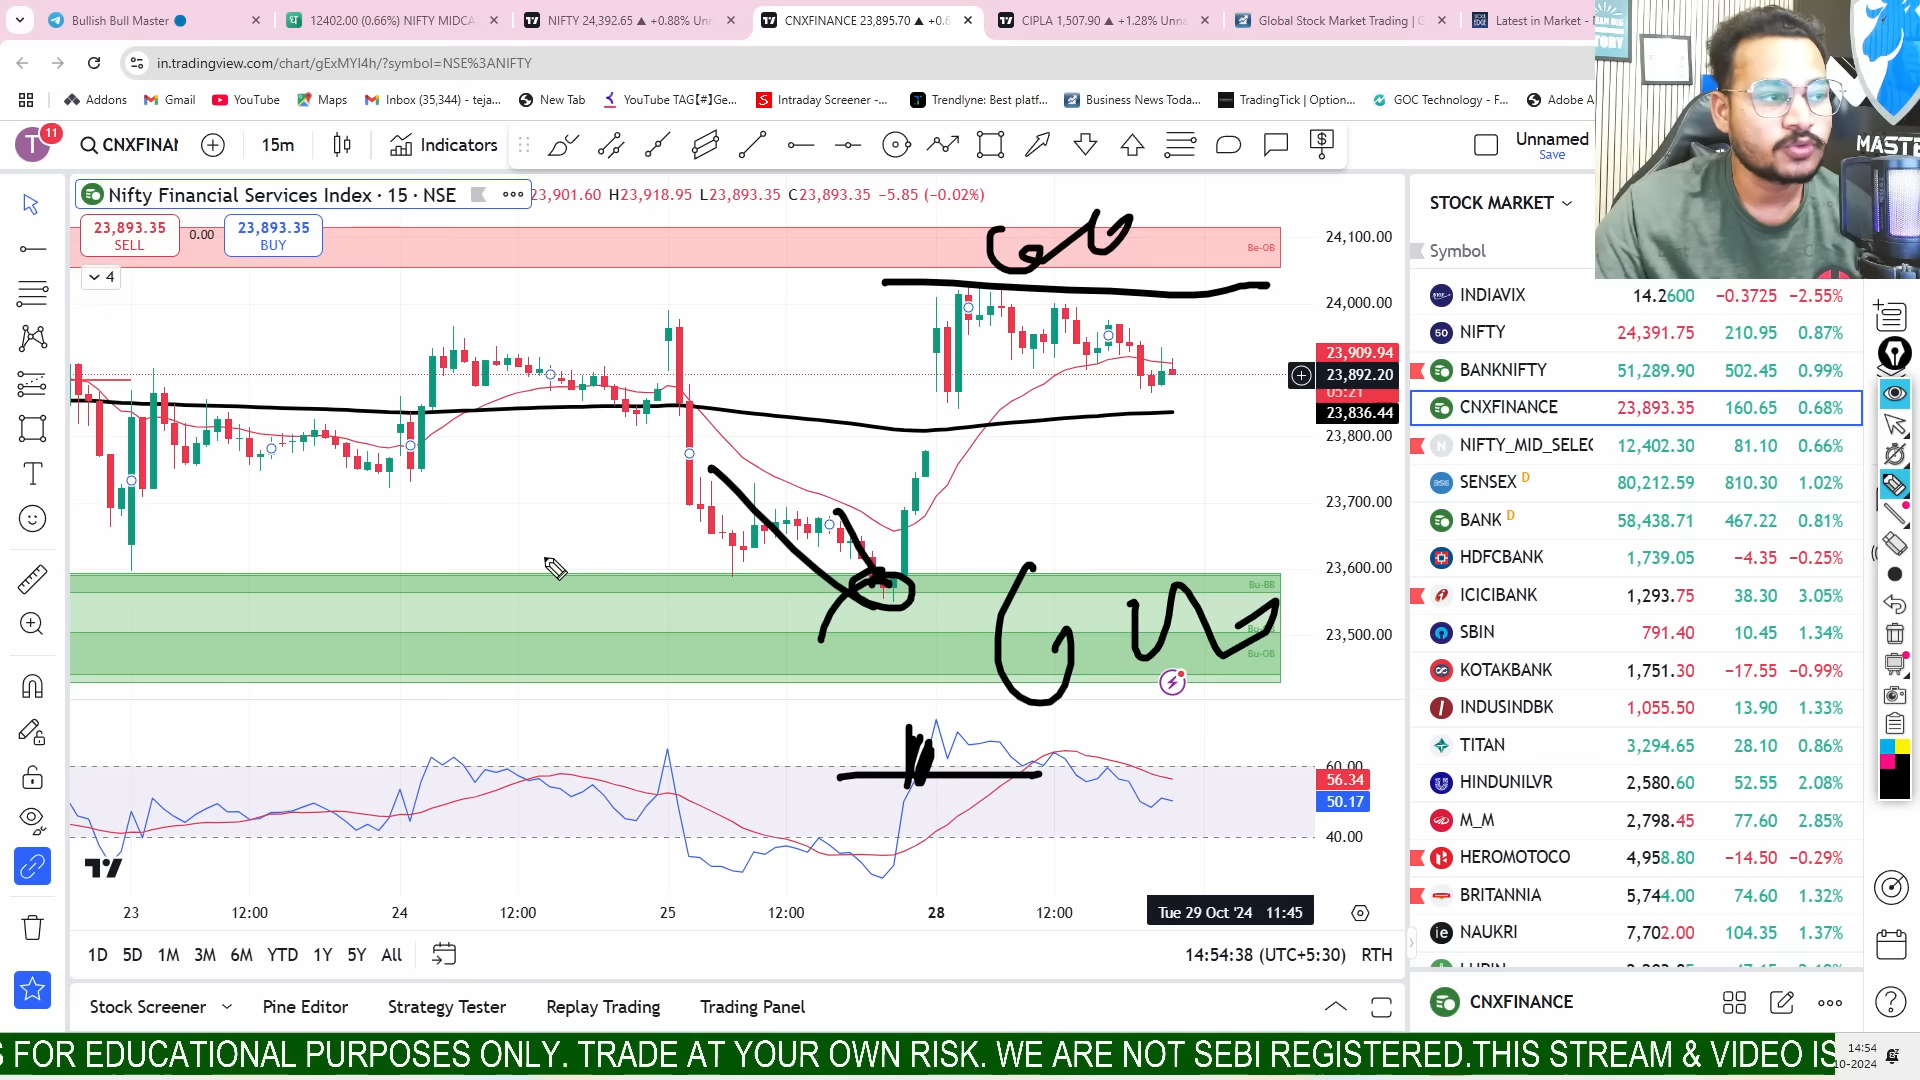 Bullish Bull Master
12402.00 (0.66%) NIFTY MIDCA
NIFTY 24,392.65 ▲ +0.88% Unn
CNXFINANCE 23,895.70 ▲ +0.6
CIPLA 1,507.90 ▲ +1.28% Unna
Global Stock Market Trading |
Latest in Market -
in.tradingview.com/chart/gExMYI4h/?symbol=NSE%3ANIFTY
Addons
Gmail
YouTube
Maps
Inbox (35,344) - teja...
New Tab
YouTube TAG【#】Ge...
Intraday Screener -...
Trendlyne: Best platf...
Business News Toda...
TradingTick | Option...
GOC Technology - F...
Adobe A
T
11
CNXFINAN
15m
Indicators
Unnamed
Save
MASTE
Nifty Financial Services Index · 15 · NSE
23,901.60 H23,918.95 L23,893.35 C23,893.35 −5.85 (−0.02%)
23,893.35
SELL
0.00
23,893.35
BUY
4
Be-OB
Bu-BB
Bu-OB
24,100.00
24,000.00
23,909.94
23,892.20
05:21
23,836.44
23,800.00
23,700.00
23,600.00
23,500.00
60.00
56.34
50.17
40.00
23
12:00
24
12:00
25
12:00
28
12:00
Tue 29 Oct '24 11:45
1D 5D 1M 3M 6M YTD 1Y 5Y All
14:54:38 (UTC+5:30) RTH
Stock Screener
Pine Editor
Strategy Tester
Replay Trading
Trading Panel
STOCK MARKET
Symbol
INDIAVIX 14.2600 −0.3725 −2.55%
NIFTY 24,391.75 210.95 0.87%
BANKNIFTY 51,289.90 502.45 0.99%
CNXFINANCE 23,893.35 160.65 0.68%
NIFTY_MID_SELEC 12,402.30 81.10 0.66%
SENSEX D 80,212.59 810.30 1.02%
BANK D 58,438.71 467.22 0.81%
HDFCBANK 1,739.05 −4.35 −0.25%
ICICIBANK 1,293.75 38.30 3.05%
SBIN 791.40 10.45 1.34%
KOTAKBANK 1,751.30 −17.55 −0.99%
INDUSINDBK 1,055.50 13.90 1.33%
TITAN 3,294.65 28.10 0.86%
HINDUNILVR 2,580.60 52.55 2.08%
M_M 2,798.45 77.60 2.85%
HEROMOTOCO 4,958.80 −14.50 −0.29%
BRITANNIA 5,744.00 74.60 1.32%
NAUKRI 7,702.00 104.35 1.37%
CNXFINANCE
S FOR EDUCATIONAL PURPOSES ONLY. TRADE AT YOUR OWN RISK. WE ARE NOT SEBI REGISTERED.THIS STREAM & VIDEO IS
14:54
10-2024